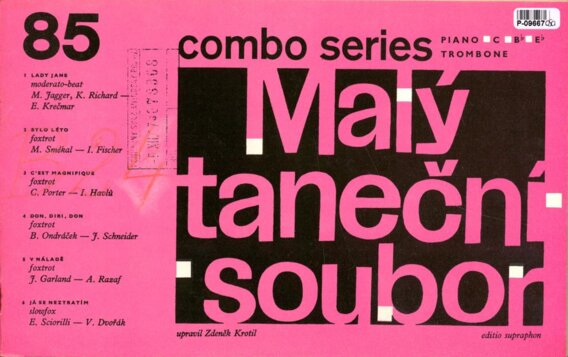 85
combo series
PIANO C B♭ E♭
TROMBONE
P-09667
1 LADY JANE
moderato-beat
M. Jagger, K. Richard —
E. Krečmar
2 BYLO LÉTO
foxtrot
M. Smékal — I. Fischer
3 C'EST MAGNIFIQUE
foxtrot
C. Porter — I. Havlů
4 DON, DIRI, DON
foxtrot
B. Ondráček — J. Schneider
5 V NÁLADĚ
foxtrot
J. Garland — A. Razaf
6 JÁ SE NEZTRATÍM
slowfox
E. Sciorilli — V. Dvořák
Malý
taneční
soubor
upravil Zdeněk Krotil
editio supraphon